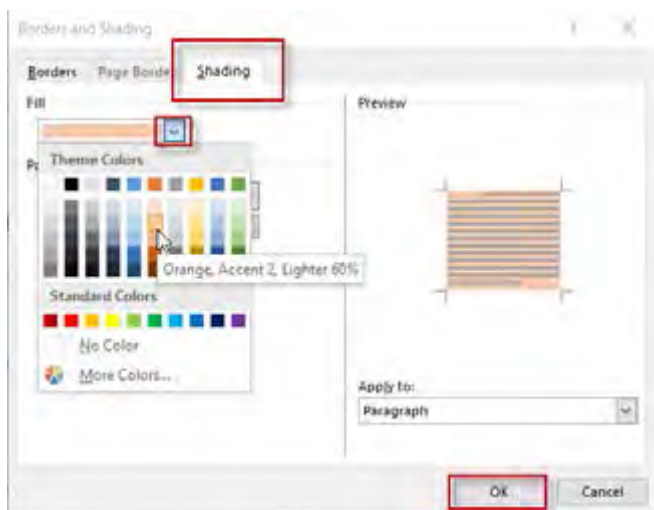 Borders and Shading
Borders Page Borde Shading
Fill
Preview
Theme Colors
Orange, Accent 2, Lighter 60%
Standard Colors
No Color
More Colors...
Apply to:
Paragraph
OK Cancel